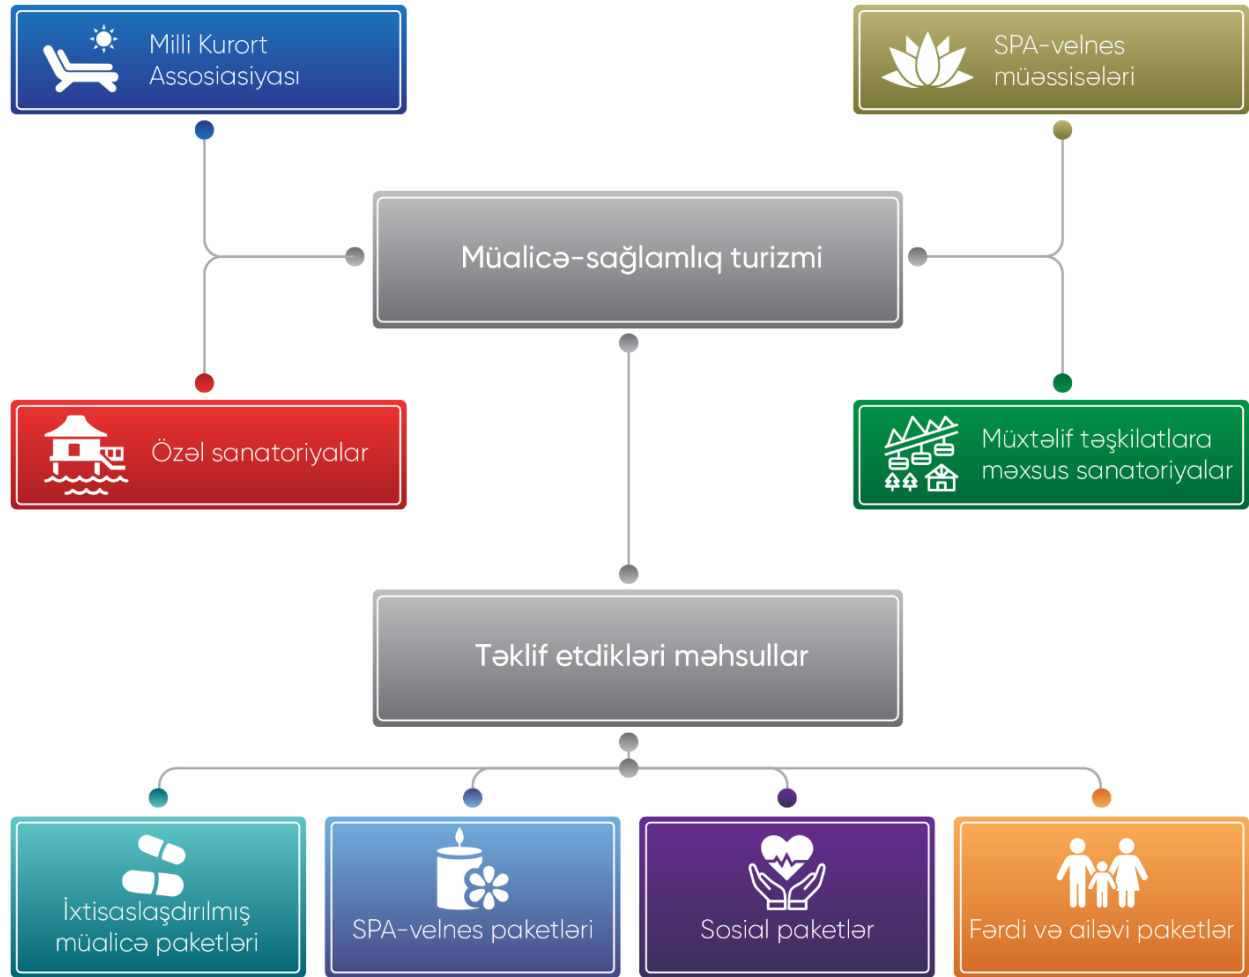 Milli Kurort
Assosiasiyası
SPA-velnes
müəssisələri
Müalicə-sağlamlıq turizmi
Özəl sanatoriyalar
Müxtəlif təşkilatlara
məxsus sanatoriyalar
Təklif etdikləri məhsullar
İxtisaslaşdırılmış
müalicə paketləri
SPA-velnes paketləri
Sosial paketlər
Fərdi və ailəvi paketlər